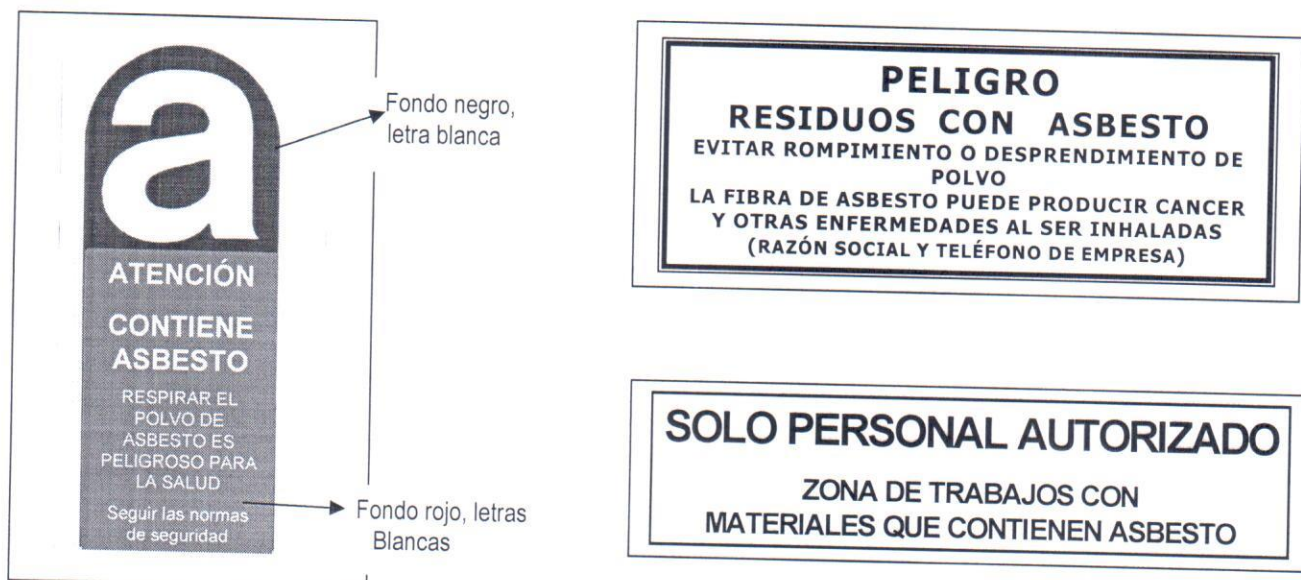 a
ATENCIÓN
CONTIENE
ASBESTO
RESPIRAR EL
POLVO DE
ASBESTO ES
PELIGROSO PARA
LA SALUD
Seguir las normas
de seguridad
Fondo negro,
letra blanca
Fondo rojo, letras
Blancas
PELIGRO
RESIDUOS CON ASBESTO
EVITAR ROMPIMIENTO O DESPRENDIMIENTO DE
POLVO
LA FIBRA DE ASBESTO PUEDE PRODUCIR CANCER
Y OTRAS ENFERMEDADES AL SER INHALADAS
(RAZÓN SOCIAL Y TELÉFONO DE EMPRESA)
SOLO PERSONAL AUTORIZADO
ZONA DE TRABAJOS CON
MATERIALES QUE CONTIENEN ASBESTO